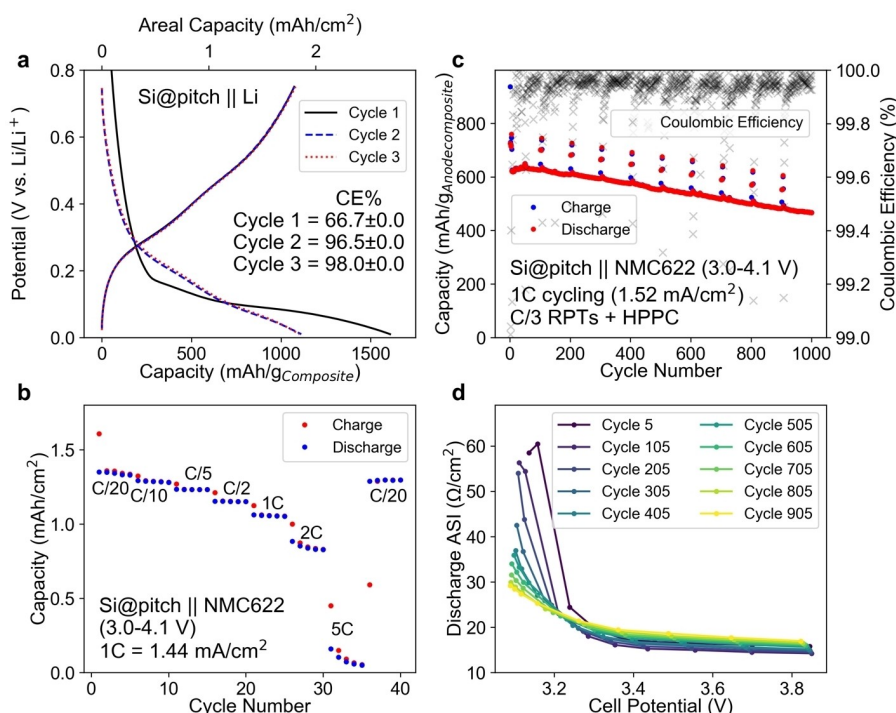 Areal Capacity (mAh/cm²)
0 1 2
a
Si@pitch || Li
Cycle 1
Cycle 2
Cycle 3
CE%
Cycle 1 = 66.7±0.0
Cycle 2 = 96.5±0.0
Cycle 3 = 98.0±0.0
Potential (V vs. Li/Li⁺)
0.8
0.6
0.4
0.2
0.0
0 500 1000 1500
Capacity (mAh/gComposite)
c
Coulombic Efficiency
Charge
Discharge
Si@pitch || NMC622 (3.0-4.1 V)
1C cycling (1.52 mA/cm²)
C/3 RPTs + HPPC
Capacity (mAh/gAnodecomposite)
800
600
400
200
0
Coulombic Efficiency (%)
100.0
99.8
99.6
99.4
99.2
99.0
0 200 400 600 800 1000
Cycle Number
b
Charge
Discharge
C/20
C/10
C/5
C/2
1C
2C
5C
C/20
Si@pitch || NMC622
(3.0-4.1 V)
1C = 1.44 mA/cm²
Capacity (mAh/cm²)
1.5
1.0
0.5
0.0
0 10 20 30 40
Cycle Number
d
Cycle 5
Cycle 105
Cycle 205
Cycle 305
Cycle 405
Cycle 505
Cycle 605
Cycle 705
Cycle 805
Cycle 905
Discharge ASI (Ω/cm²)
60
50
40
30
20
10
3.2 3.4 3.6 3.8
Cell Potential (V)